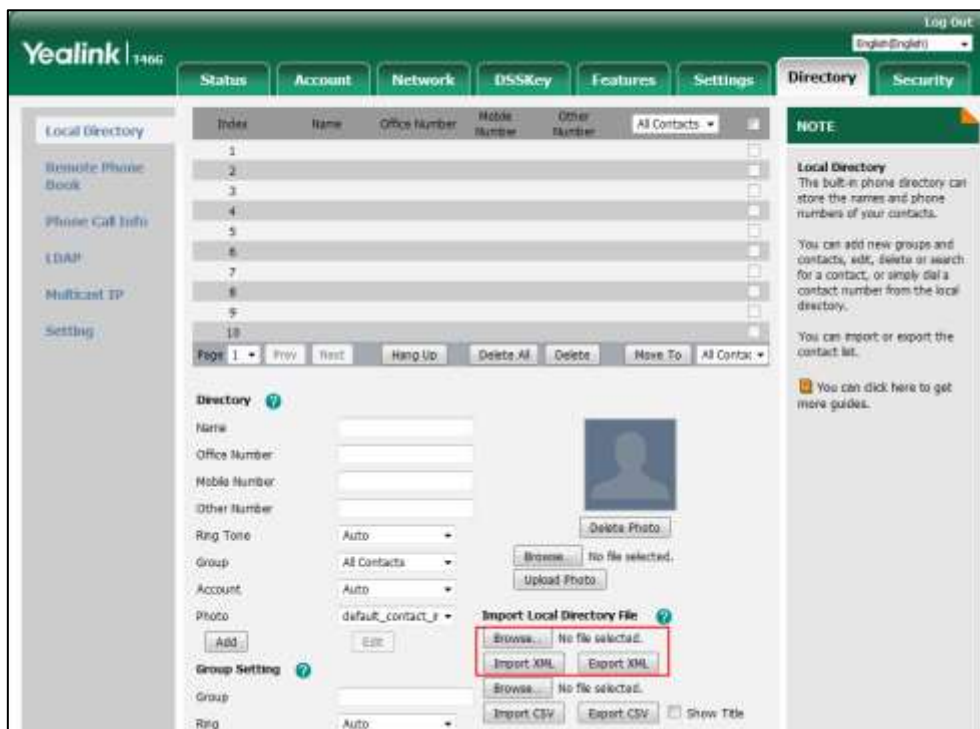 Log Out
English(English)
Yealink T46G
Status Account Network DSSKey Features Settings Directory Security
Local Directory
Remote Phone Book
Phone Call Info
LDAP
Multicast IP
Setting
Index Name Office Number Mobile Number Other Number All Contacts
1
2
3
4
5
6
7
8
9
10
Page 1 Prev Next Hang Up Delete All Delete Move To All Contac
Directory
Name
Office Number
Mobile Number
Other Number
Ring Tone Auto
Group All Contacts
Account Auto
Photo default_contact_i
Add Edit
Group Setting
Group
Ring Auto
Delete Photo
Browse... No file selected.
Upload Photo
Import Local Directory File
Browse... No file selected.
Import XML Export XML
Browse... No file selected.
Import CSV Export CSV Show Title
NOTE
Local Directory
The built-in phone directory can
store the names and phone
numbers of your contacts.
You can add new groups and
contacts, edit, delete or search
for a contact, or simply dial a
contact number from the local
directory.
You can import or export the
contact list.
You can click here to get
more guides.